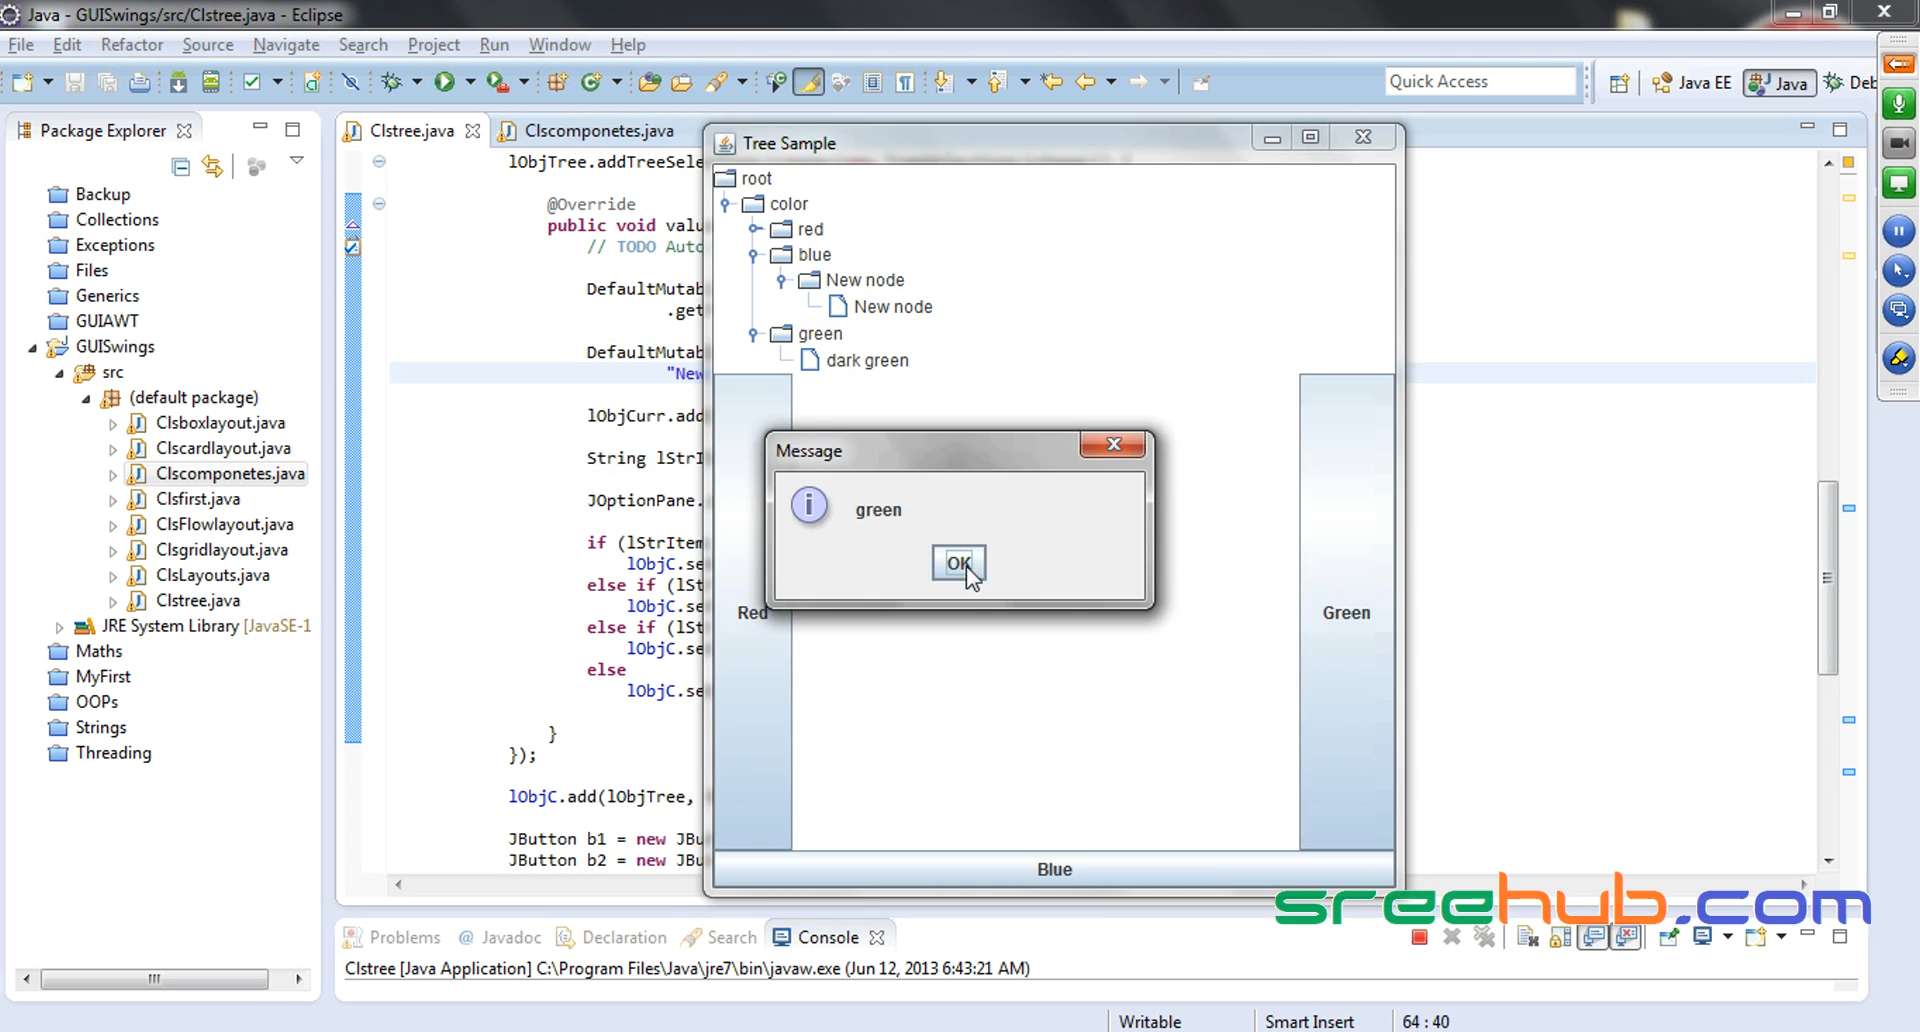 Java - GUISwings/src/Clstree.java - Eclipse
File Edit Refactor Source Navigate Search Project Run Window Help
Quick Access
Java EE
Java
Deb
Package Explorer
Backup
Collections
Exceptions
Files
Generics
GUIAWT
GUISwings
src
(default package)
Clsboxlayout.java
Clscardlayout.java
Clscomponetes.java
Clsfirst.java
ClsFlowlayout.java
Clsgridlayout.java
ClsLayouts.java
Clstree.java
JRE System Library [JavaSE-1
Maths
MyFirst
OOPs
Strings
Threading
Clstree.java
Clscomponetes.java
lObjTree.addTreeSele
@Override
public void valu
// TODO Auto
DefaultMutab
.get
DefaultMutab
"New
lObjCurr.add
String lStrI
JOptionPane.
if (lStrItem
lObjC.se
else if (lSt
lObjC.se
else if (lSt
lObjC.se
else
lObjC.se
}
});
lObjC.add(lObjTree,
JButton b1 = new JBu
JButton b2 = new JBu
Tree Sample
root
color
red
blue
New node
New node
green
dark green
Red
Green
Blue
Message
green
OK
sreehub.com
Problems @ Javadoc Declaration Search Console
Clstree [Java Application] C:\Program Files\Java\jre7\bin\javaw.exe (Jun 12, 2013 6:43:21 AM)
Writable Smart Insert 64 : 40